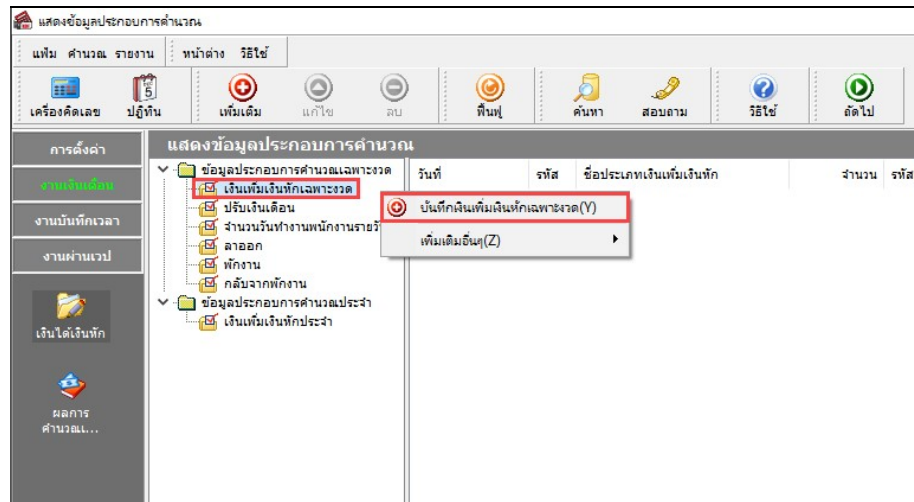 แสดงข้อมูลประกอบการคำนวณ
แฟ้ม คำนวณ รายงาน หน้าต่าง วิธีใช้
5
เครื่องคิดเลข ปฏิทิน เพิ่มเติม แก้ไข ลบ ฟื้นฟู ค้นหา สอบถาม วิธีใช้ ถัดไป
การตั้งค่า
งานเงินเดือน
งานบันทึกเวลา
งานผ่านเวป
เงินได้เงินหัก
ผลการ
คำนวณ...
แสดงข้อมูลประกอบการคำนวณ
ข้อมูลประกอบการคำนวณเฉพาะงวด
เงินเพิ่มเงินหักเฉพาะงวด
ปรับเงินเดือน
จำนวนวันทำงานพนักงานรายวัน
ลาออก
พักงาน
กลับจากพักงาน
ข้อมูลประกอบการคำนวณประจำ
เงินเพิ่มเงินหักประจำ
วันที่ รหัส ชื่อประเภทเงินเพิ่มเงินหัก จำนวน รหัส
บันทึกเงินเพิ่มเงินหักเฉพาะงวด(Y)
เพิ่มเติมอื่นๆ(Z)